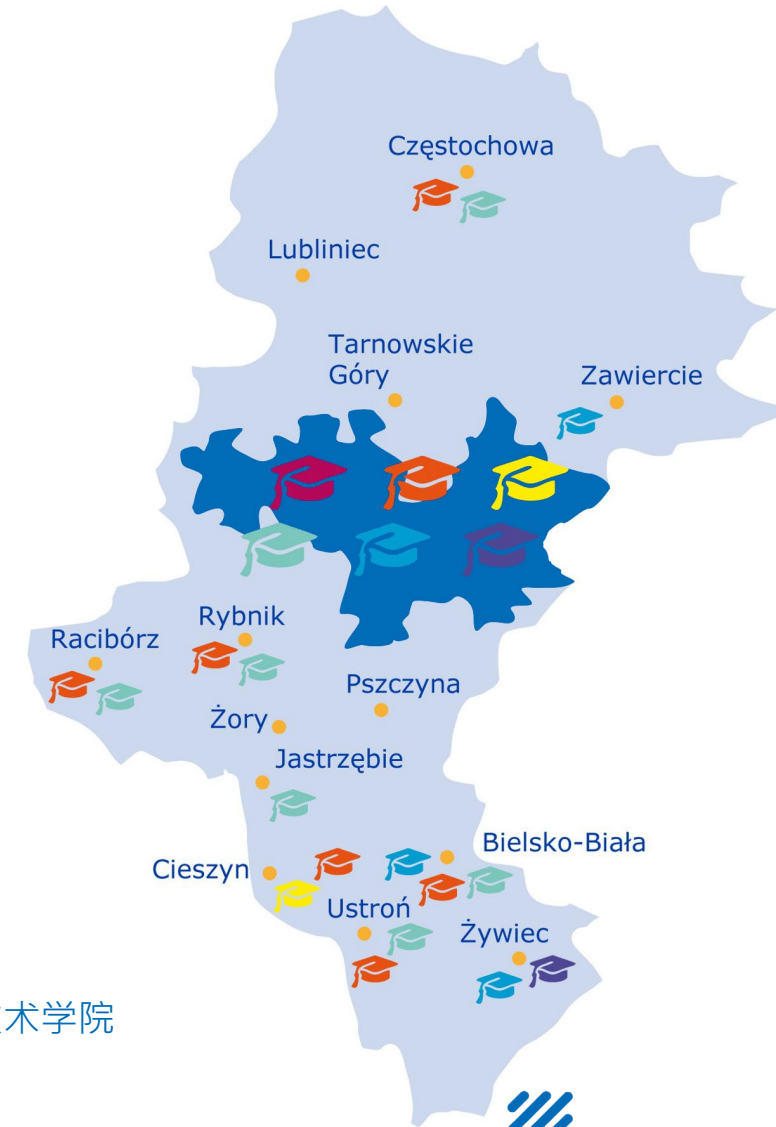 Częstochowa
Lubliniec
Tarnowskie
Góry
Zawiercie
Rybnik
Racibórz
Pszczyna
Żory
Jastrzębie
Bielsko-Biała
Cieszyn
Ustroń
Żywiec
术学院